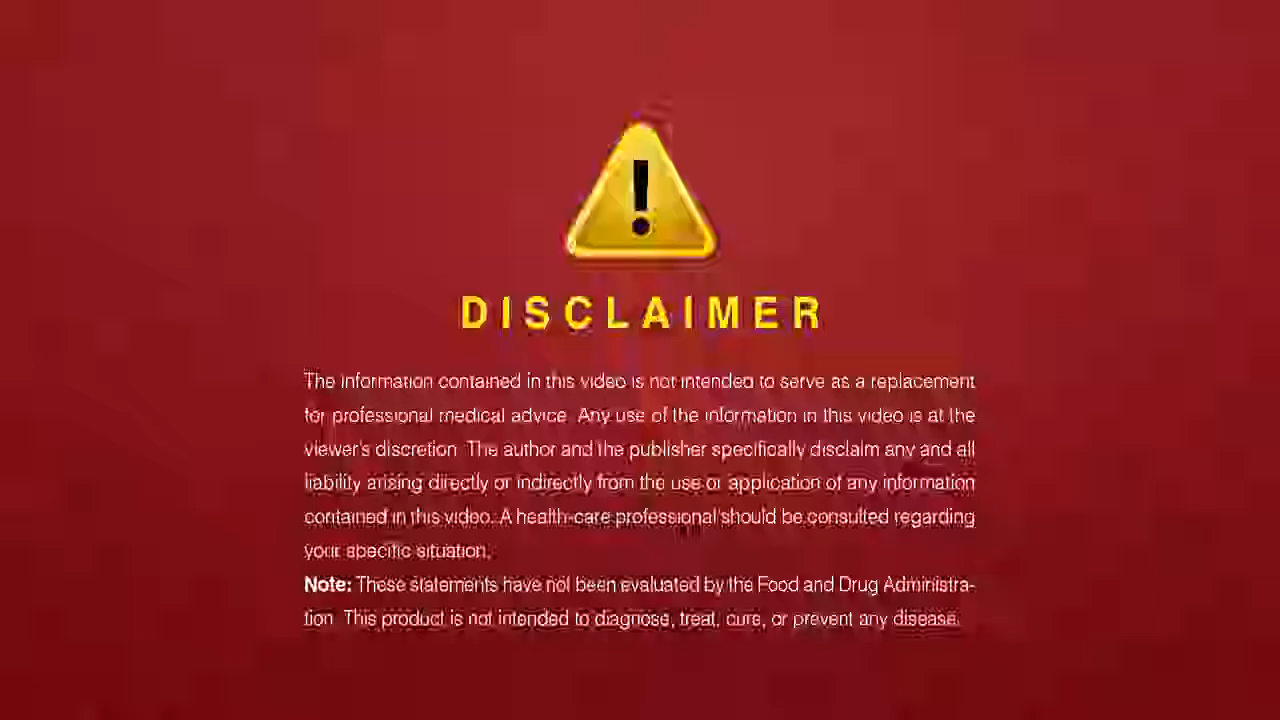 !
DISCLAIMER
The information contained in this video is not intended to serve as a replacement
for professional medical advice. Any use of the information in this video is at the
viewer's discretion. The author and the publisher specifically disclaim any and all
liability arising directly or indirectly from the use or application of any information
contained in this video. A health-care professional should be consulted regarding
your specific situation.
Note: These statements have not been evaluated by the Food and Drug Administra-
tion. This product is not intended to diagnose, treat, cure, or prevent any disease.